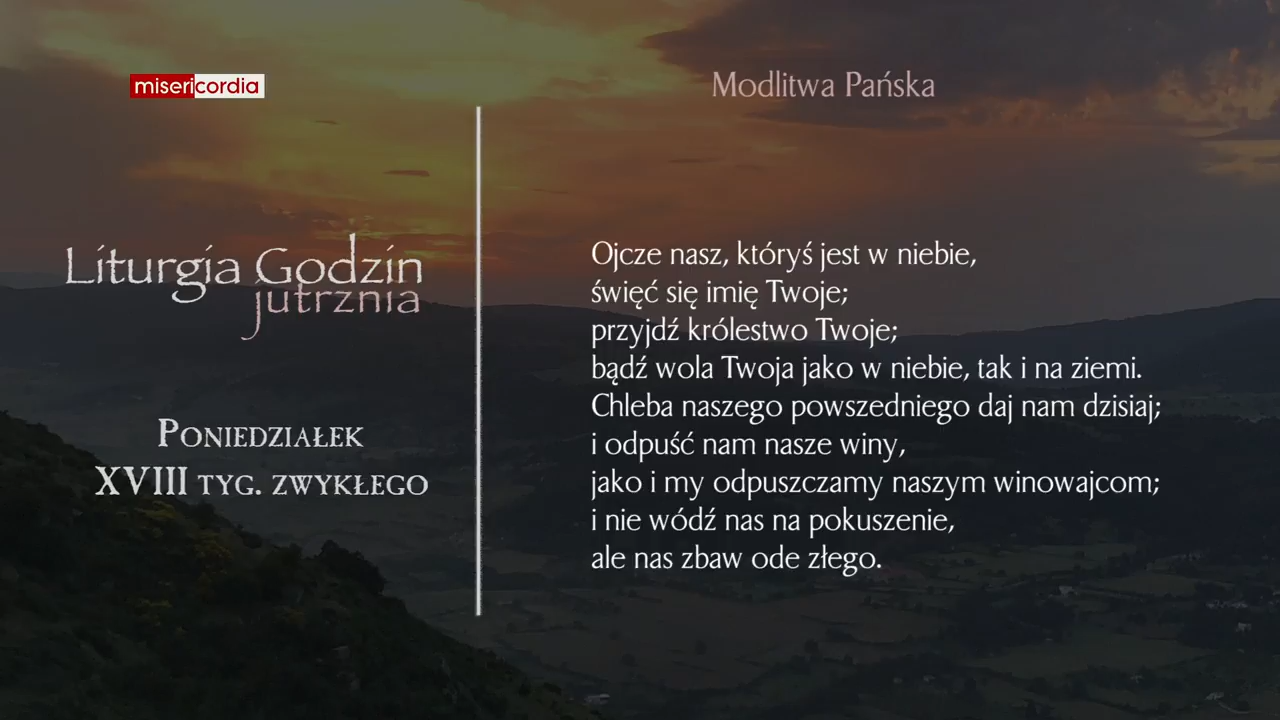 misericordia
Liturgia Godzin
jutrznia
Poniedziałek
XVIII tyg. zwykłego
Modlitwa Pańska
Ojcze nasz, któryś jest w niebie,
święć się imię Twoje;
przyjdź królestwo Twoje;
bądź wola Twoja jako w niebie, tak i na ziemi.
Chleba naszego powszedniego daj nam dzisiaj;
i odpuść nam nasze winy,
jako i my odpuszczamy naszym winowajcom;
i nie wódź nas na pokuszenie,
ale nas zbaw ode złego.